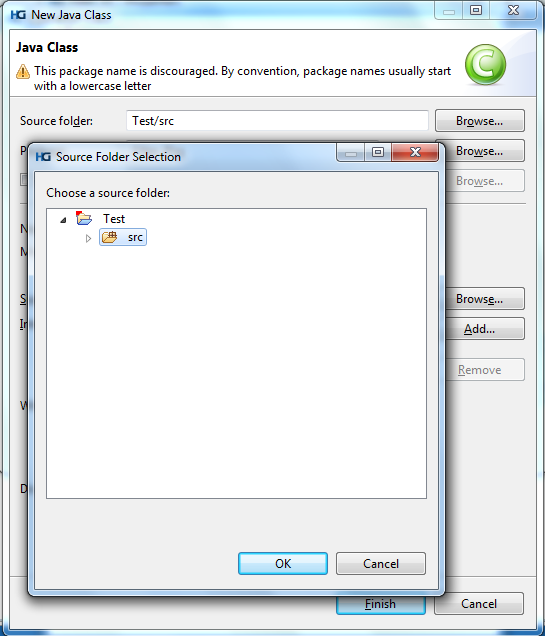 HG New Java Class
Java Class
This package name is discouraged. By convention, package names usually start
with a lowercase letter
Source folder: Test/src Browse...
Browse...
Browse...
HG Source Folder Selection
Choose a source folder:
Test
src
Browse...
Add...
Remove
OK Cancel
Finish Cancel